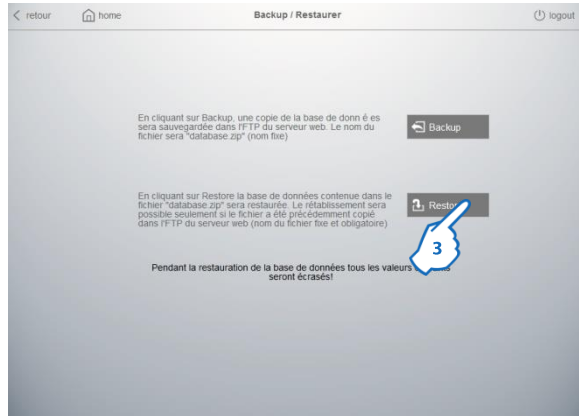 retour home Backup / Restaurer logout
En cliquant sur Backup, une copie de la base de donn é es
sera sauvegardée dans l'FTP du serveur web. Le nom du
fichier sera "database.zip" (nom fixe)
Backup
En cliquant sur Restore la base de données contenue dans le
fichier "database.zip" sera restaurée. Le rétablissement sera
possible seulement si le fichier a été précédemment copié
dans l'FTP du serveur web (nom du fichier fixe et obligatoire)
Resto
3
Pendant la restauration de la base de données tous les valeurs
seront écrasés!